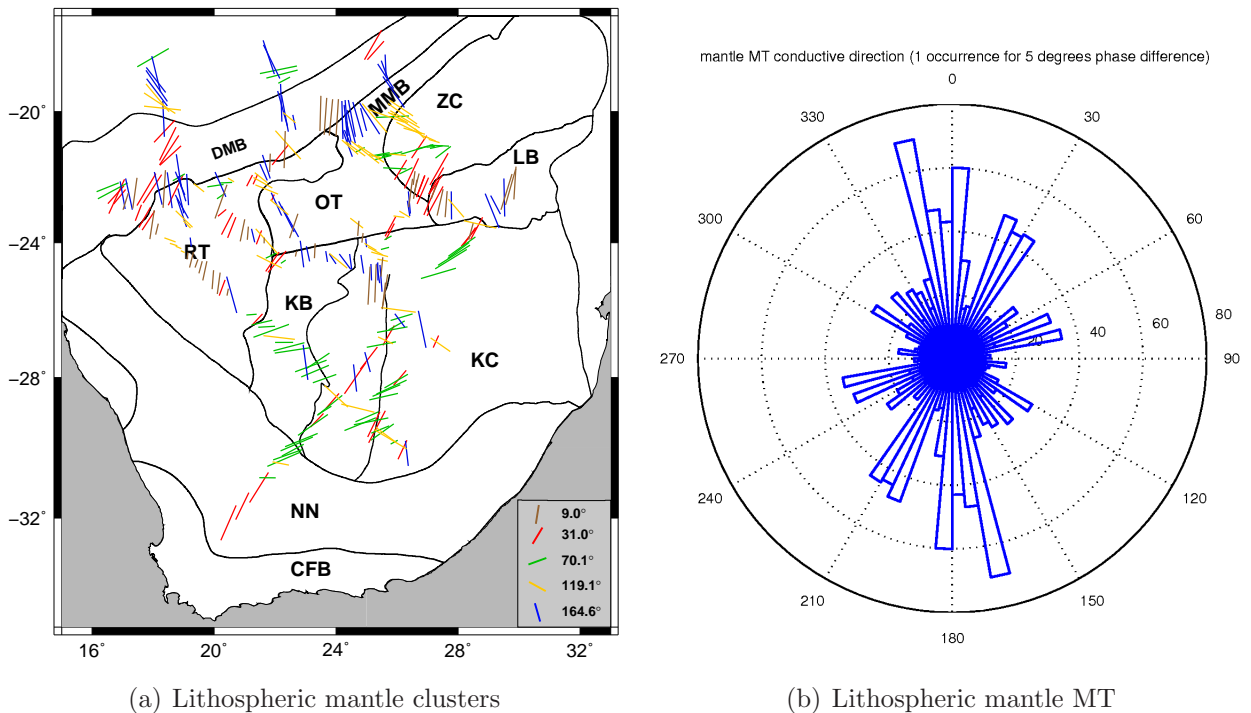 mantle MT conductive direction (1 occurrence for 5 degrees phase difference)
−20°
−22°
−24°
−26°
−28°
−30°
−32°
16°
20°
24°
28°
32°
MMB
ZC
DMB
LB
OT
RT
KB
KC
NN
CFB
9.0°
31.0°
70.1°
119.1°
164.6°
0
30
60
80
90
120
150
180
210
240
270
300
330
20
40
60
(a) Lithospheric mantle clusters
(b) Lithospheric mantle MT